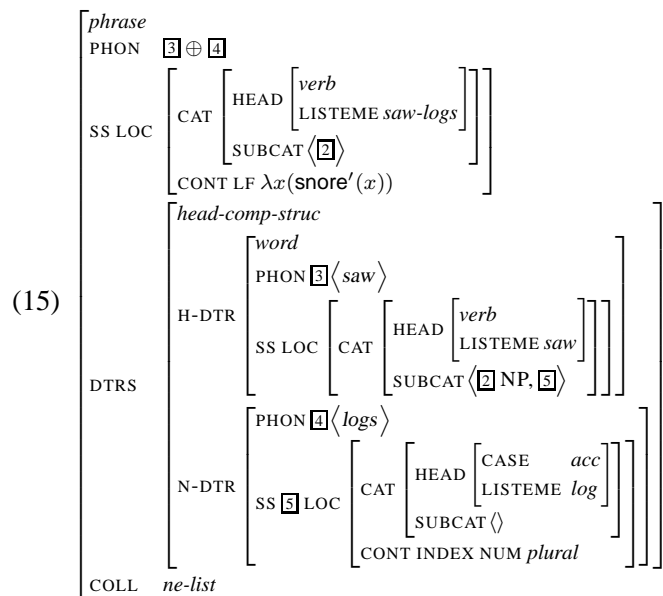 (15)
phrase
PHON 3 ⊕ 4
SS LOC
CAT
HEAD
verb
LISTEME saw-logs
SUBCAT ⟨2⟩
CONT LF λx(snore′(x))
DTRS
head-comp-struc
H-DTR
word
PHON 3 ⟨saw⟩
SS LOC
CAT
HEAD
verb
LISTEME saw
SUBCAT ⟨2 NP, 5⟩
N-DTR
PHON 4 ⟨logs⟩
SS 5 LOC
CAT
HEAD
CASE acc
LISTEME log
SUBCAT ⟨⟩
CONT INDEX NUM plural
COLL ne-list